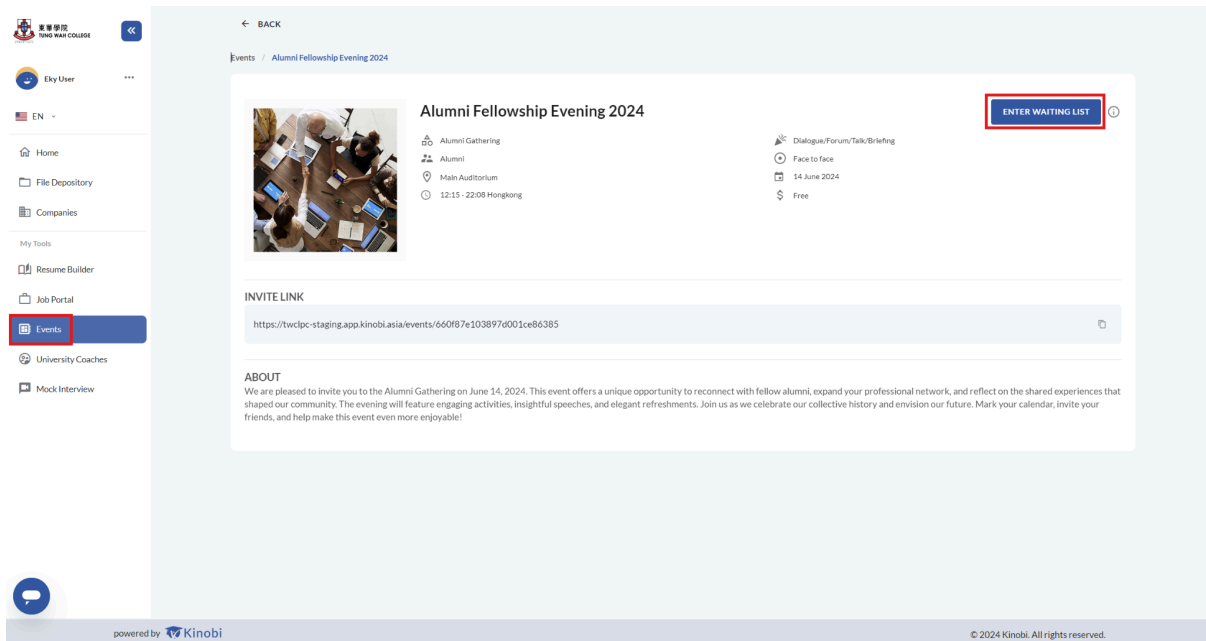 東華學院
TUNG WAH COLLEGE
Eky User
EN
Home
File Depository
Companies
My Tools
Resume Builder
Job Portal
Events
University Coaches
Mock Interview
BACK
Events / Alumni Fellowship Evening 2024
Alumni Fellowship Evening 2024
ENTER WAITING LIST
Alumni Gathering
Alumni
Main Auditorium
12:15 - 22:08 Hongkong
Dialogue/Forum/Talk/Briefing
Face to face
14 June 2024
Free
INVITE LINK
https://twclpc-staging.app.kinobi.asia/events/660f87e103897d001ce86385
ABOUT
We are pleased to invite you to the Alumni Gathering on June 14, 2024. This event offers a unique opportunity to reconnect with fellow alumni, expand your professional network, and reflect on the shared experiences that
shaped our community. The evening will feature engaging activities, insightful speeches, and elegant refreshments. Join us as we celebrate our collective history and envision our future. Mark your calendar, invite your
friends, and help make this event even more enjoyable!
powered by Kinobi
© 2024 Kinobi. All rights reserved.